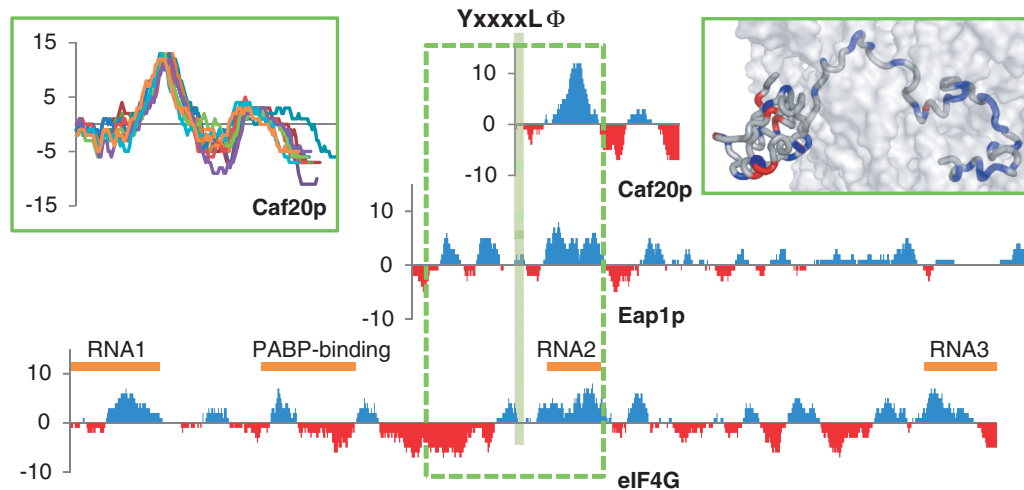 YxxxxLΦ
15
5
-5
-15
Caf20p
10
0
-10
Caf20p
10
0
-10
Eap1p
RNA1
PABP-binding
RNA2
RNA3
10
0
-10
eIF4G